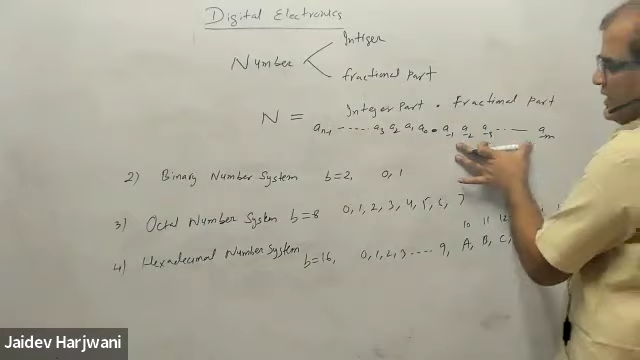 Digital Electronics
Number
Intiger
fractional part
N = Integer part . Fractional part
an-1 ----- a3 a2 a1 a0 . a-1 a-2 a-3 -- — a-m
2) Binary Number System b=2, 0, 1
3) Octal Number System b=8 0, 1, 2, 3, 4, 5, 6, 7
10 11 12
4) Hexadecimal Number System b=16, 0, 1, 2, 3 ---- 9, A, B, C,
Jaidev Harjwani